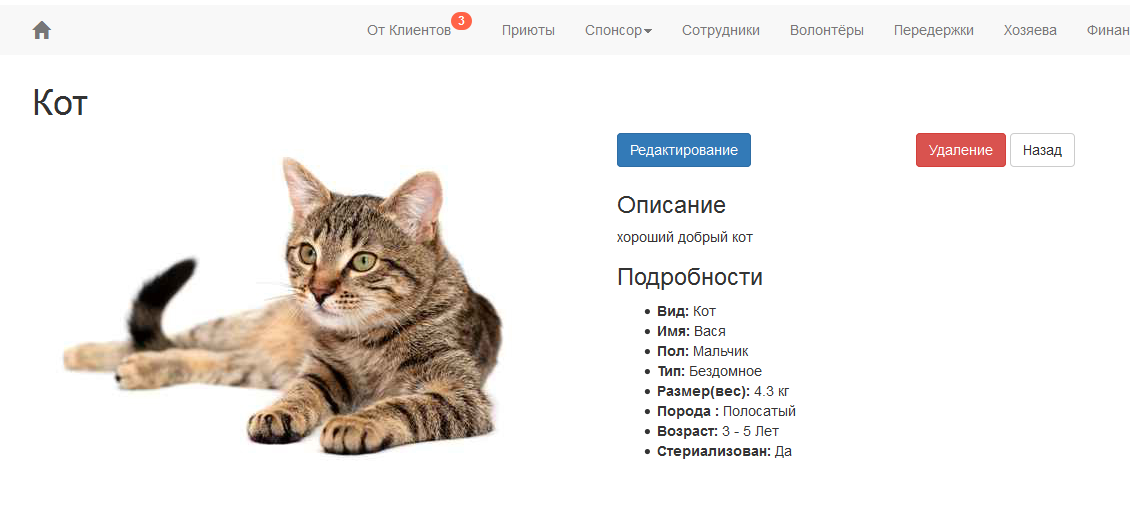 От Клиентов 3 Приюты Спонсор Сотрудники Волонтёры Передержки Хозяева Финан
Кот
Редактирование Удаление Назад
Описание
хороший добрый кот
Подробности
Вид: Кот
Имя: Вася
Пол: Мальчик
Тип: Бездомное
Размер(вес): 4.3 кг
Порода : Полосатый
Возраст: 3 - 5 Лет
Стериализован: Да